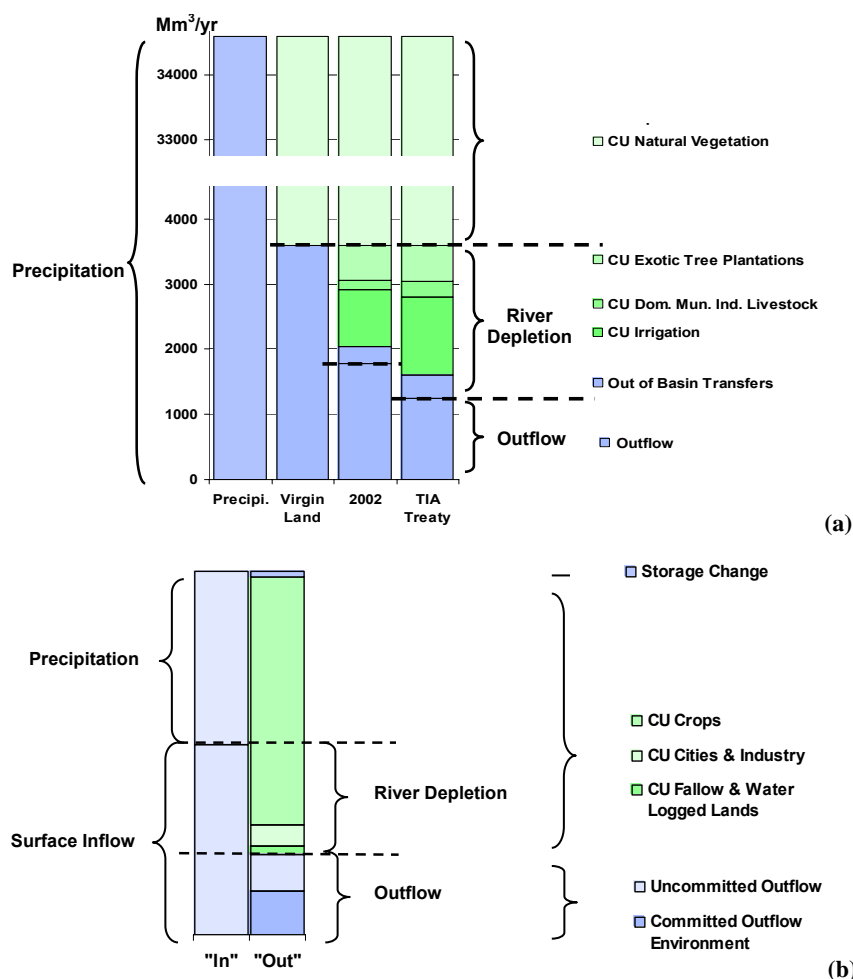 Mm³/yr
34000
33000
4000
3000
2000
1000
0
Precipitation
Precipi.
Virgin
Land
2002
TIA
Treaty
CU Natural Vegetation
CU Exotic Tree Plantations
CU Dom. Mun. Ind. Livestock
CU Irrigation
Out of Basin Transfers
Outflow
River
Depletion
Outflow
(a)
Storage Change
Precipitation
CU Crops
CU Cities & Industry
CU Fallow & Water
Logged Lands
River Depletion
Surface Inflow
Outflow
Uncommitted Outflow
Committed Outflow
Environment
"In"
"Out"
(b)